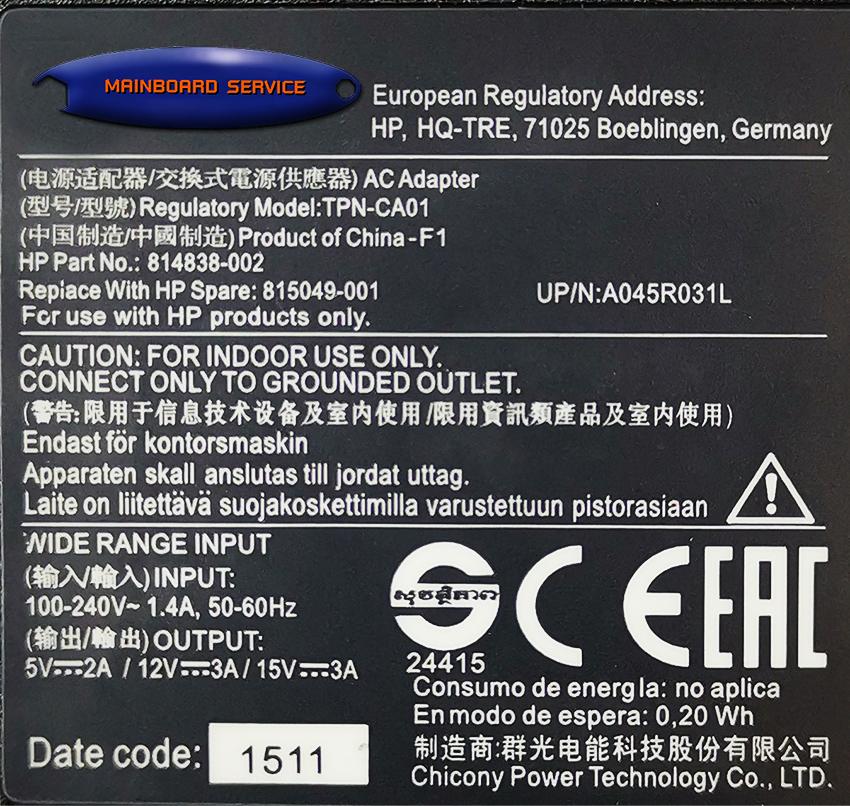 MAINBOARD SERVICE
European Regulatory Address:
HP, HQ-TRE, 71025 Boeblingen, Germany
(电源适配器/交換式電源供應器) AC Adapter
(型号/型號) Regulatory Model:TPN-CA01
(中国制造/中國製造) Product of China-F1
HP Part No.: 814838-002
Replace With HP Spare: 815049-001
UP/N:A045R031L
For use with HP products only.
CAUTION: FOR INDOOR USE ONLY.
CONNECT ONLY TO GROUNDED OUTLET.
(警告:限用于信息技术设备及室内使用/限用資訊類產品及室内使用)
Endast för kontorsmaskin
Apparaten skall anslutas till jordat uttag.
Laite on liitettävä suojakoskettimilla varustettuun pistorasiaan
WIDE RANGE INPUT
(输入/輸入) INPUT:
100-240V~ 1.4A, 50-60Hz
(输出/輸出) OUTPUT:
5V⎓2A / 12V⎓3A / 15V⎓3A
24415
CE EAC
Consumo de energía: no aplica
En modo de espera: 0,20 Wh
Date code: 1511
制造商:群光电能科技股份有限公司
Chicony Power Technology Co., LTD.